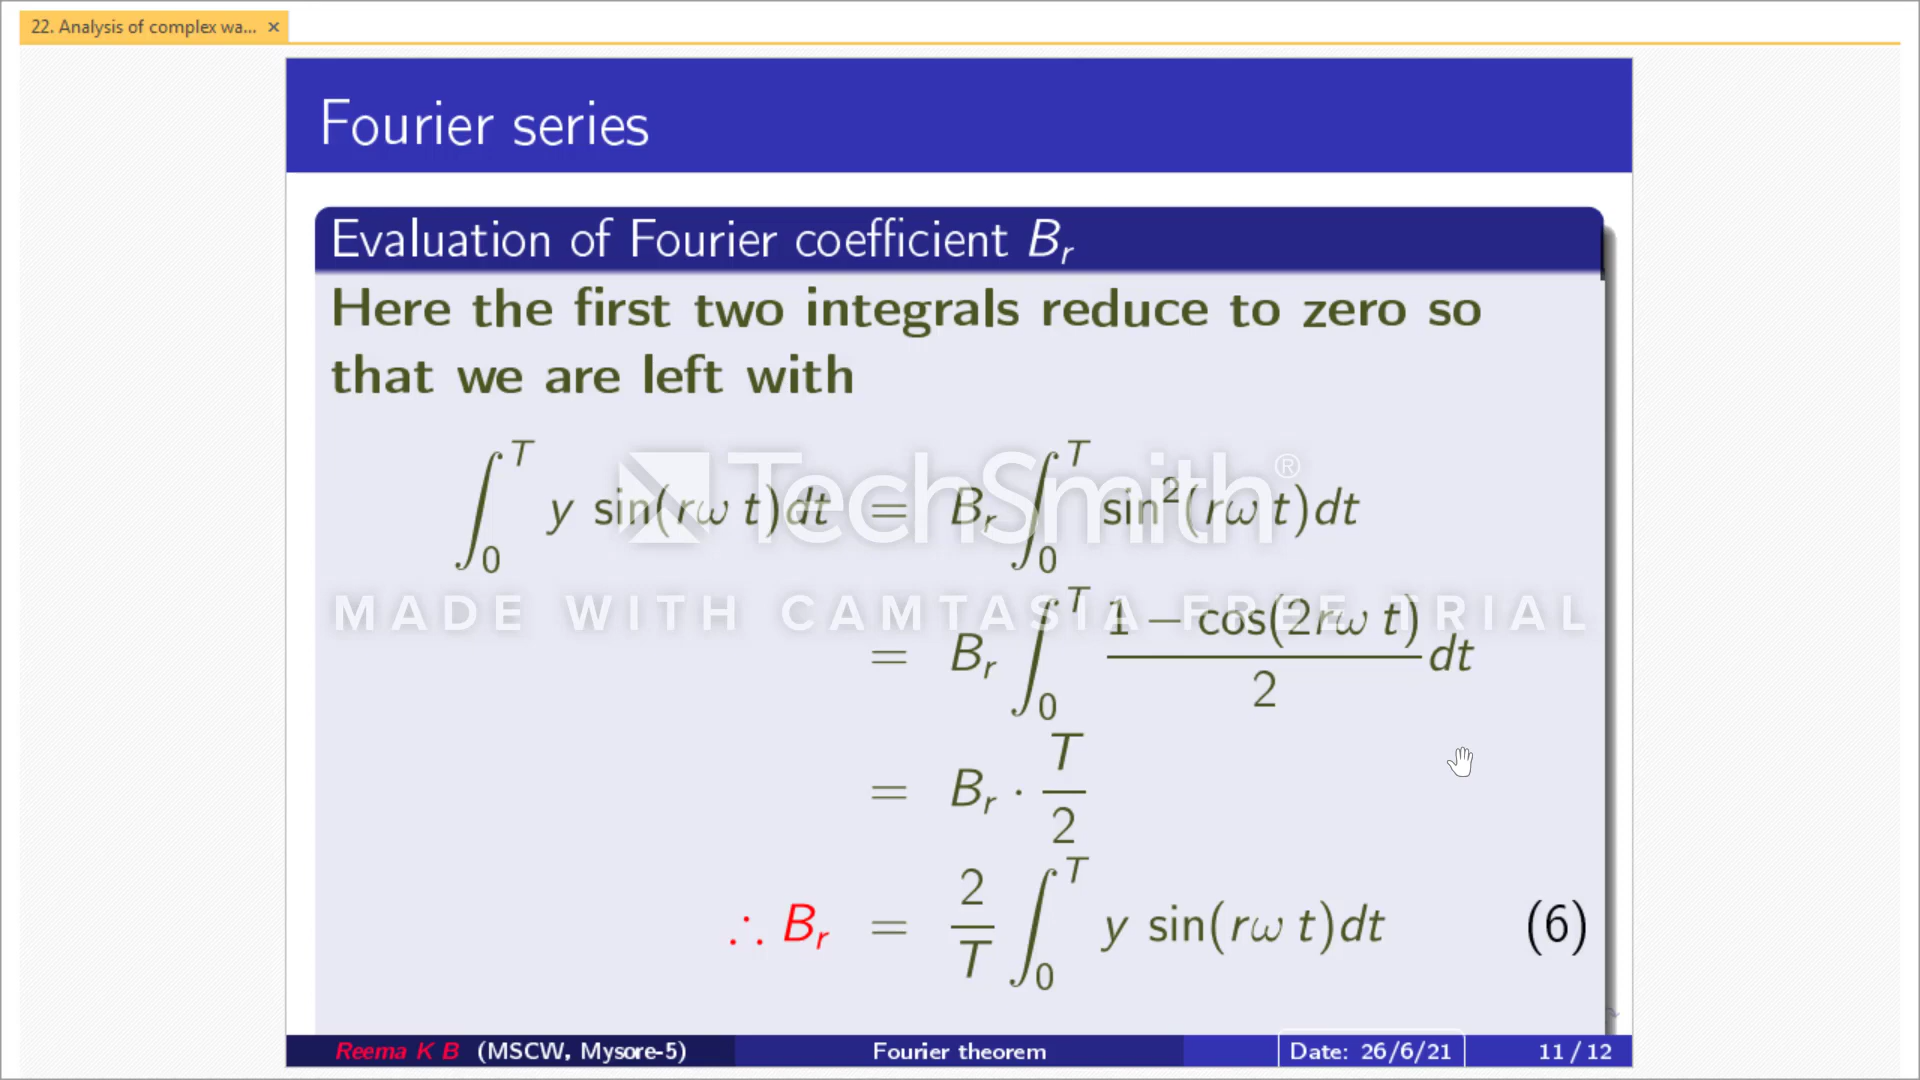 22. Analysis of complex wa... ×
Fourier series
Evaluation of Fourier coefficient B_r
Here the first two integrals reduce to zero so
that we are left with
∫_0^T y sin(rω t)dt = B_r ∫_0^T sin²(rω t)dt
TechSmith®
MADE WITH CAMTASIA FREE TRIAL
= B_r ∫_0^T (1 − cos(2rω t))/2 dt
= B_r · T/2
∴ B_r = 2/T ∫_0^T y sin(rω t)dt (6)
Reema K B (MSCW, Mysore-5) Fourier theorem Date: 26/6/21 11 / 12